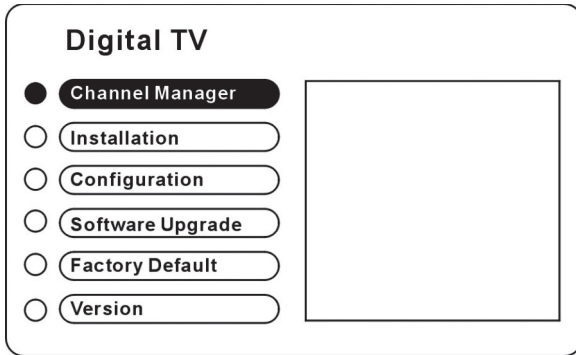 Digital TV
Channel Manager
Installation
Configuration
Software Upgrade
Factory Default
Version